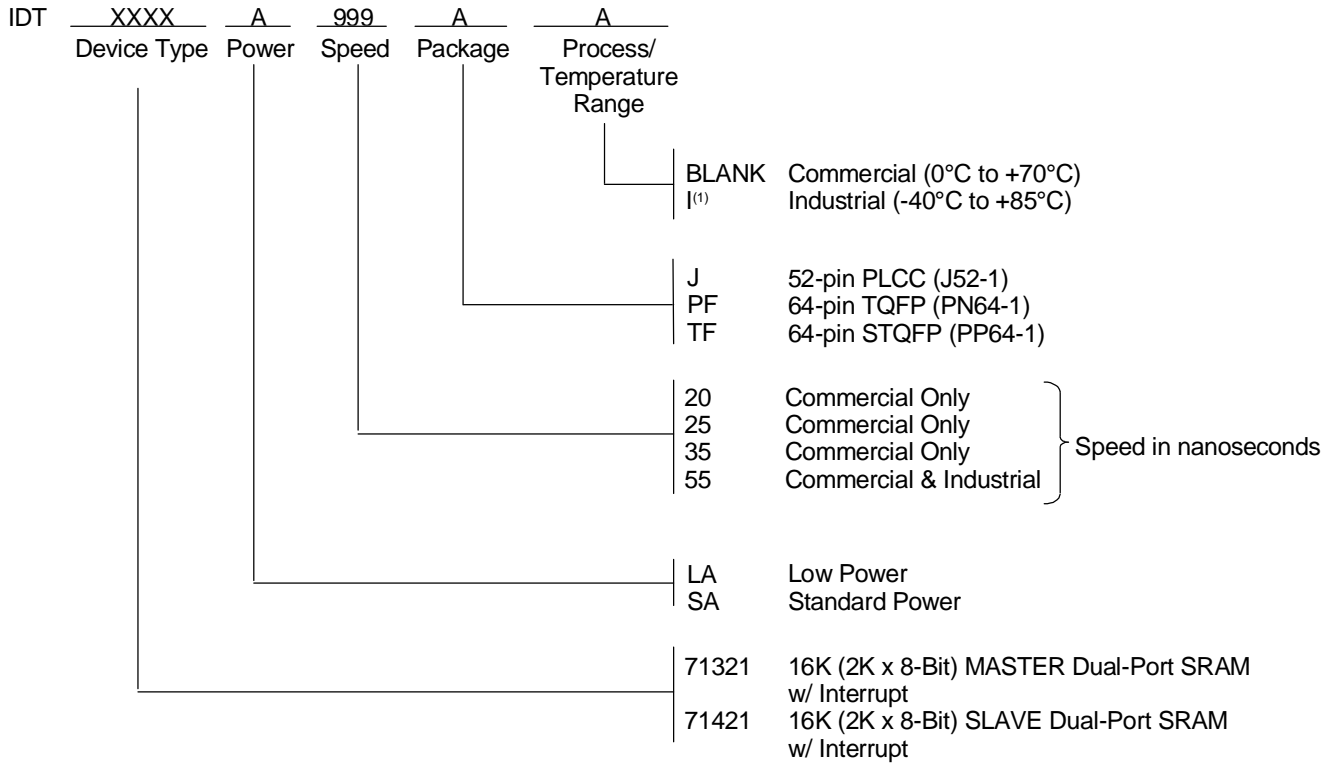 IDT XXXX A 999 A A
Device Type Power Speed Package Process/
Temperature
Range
BLANK Commercial (0°C to +70°C)
I(1) Industrial (-40°C to +85°C)
J 52-pin PLCC (J52-1)
PF 64-pin TQFP (PN64-1)
TF 64-pin STQFP (PP64-1)
20 Commercial Only
25 Commercial Only
35 Commercial Only
55 Commercial & Industrial
Speed in nanoseconds
LA Low Power
SA Standard Power
71321 16K (2K x 8-Bit) MASTER Dual-Port SRAM
w/ Interrupt
71421 16K (2K x 8-Bit) SLAVE Dual-Port SRAM
w/ Interrupt